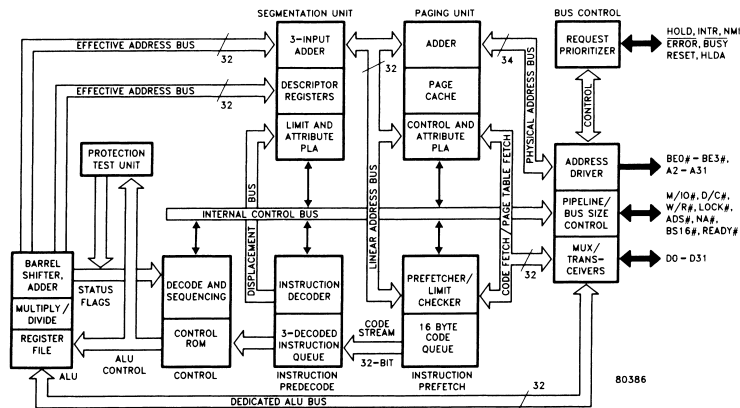 SEGMENTATION UNIT
PAGING UNIT
BUS CONTROL
EFFECTIVE ADDRESS BUS
32
3-INPUT
ADDER
32
ADDER
34
REQUEST
PRIORITIZER
HOLD, INTR, NMI
ERROR, BUSY
RESET, HLDA
EFFECTIVE ADDRESS BUS
32
DESCRIPTOR
REGISTERS
PAGE
CACHE
PHYSICAL ADDRESS BUS
CONTROL
LIMIT AND
ATTRIBUTE
PLA
CONTROL AND
ATTRIBUTE
PLA
PROTECTION
TEST UNIT
ADDRESS
DRIVER
BE0# - BE3#,
A2 - A31
INTERNAL CONTROL BUS
DISPLACEMENT BUS
LINEAR ADDRESS BUS
CODE FETCH/PAGE TABLE FETCH
PIPELINE/
BUS SIZE
CONTROL
M/IO#, D/C#,
W/R#, LOCK#,
ADS#, NA#,
BS16#, READY#
BARREL
SHIFTER,
ADDER
STATUS
FLAGS
DECODE AND
SEQUENCING
INSTRUCTION
DECODER
PREFETCHER/
LIMIT
CHECKER
32
MUX/
TRANS-
CEIVERS
D0 - D31
MULTIPLY/
DIVIDE
REGISTER
FILE
CONTROL
ROM
3-DECODED
INSTRUCTION
QUEUE
CODE
STREAM
32-BIT
16 BYTE
CODE
QUEUE
ALU
ALU
CONTROL
CONTROL
INSTRUCTION
PREDECODE
INSTRUCTION
PREFETCH
80386
DEDICATED ALU BUS
32